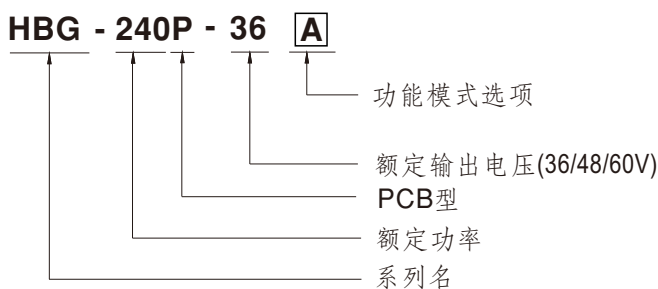 HBG - 240P - 36 A
功能模式选项
额定输出电压(36/48/60V)
PCB型
额定功率
系列名